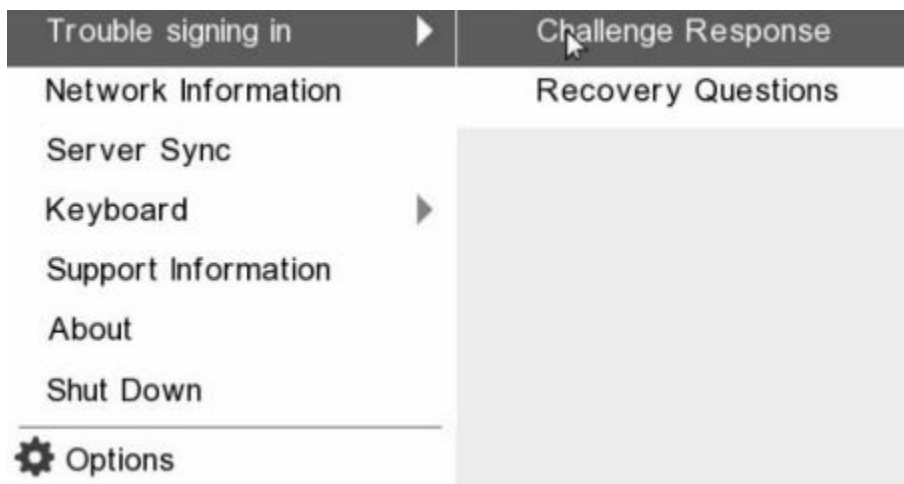 Trouble signing in
Challenge Response
Network Information
Recovery Questions
Server Sync
Keyboard
Support Information
About
Shut Down
Options